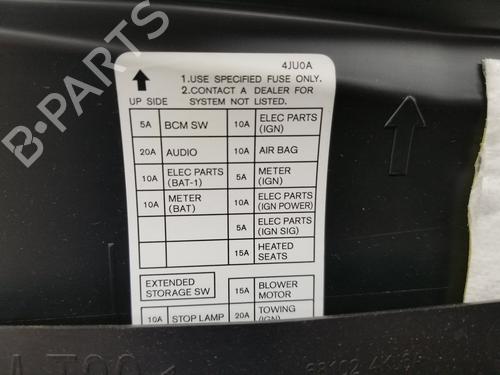 4JU0A
1.USE SPECIFIED FUSE ONLY.
2.CONTACT A DEALER FOR
SYSTEM NOT LISTED.
UP SIDE
5A BCM SW 10A ELEC PARTS (IGN)
20A AUDIO 10A AIR BAG
10A ELEC PARTS (BAT-1) 5A METER (IGN)
10A METER (BAT) 10A ELEC PARTS (IGN POWER)
5A ELEC PARTS (IGN SIG)
15A HEATED SEATS
EXTENDED STORAGE SW 15A BLOWER MOTOR
10A STOP LAMP 20A TOWING (IGN)
B-PARTS